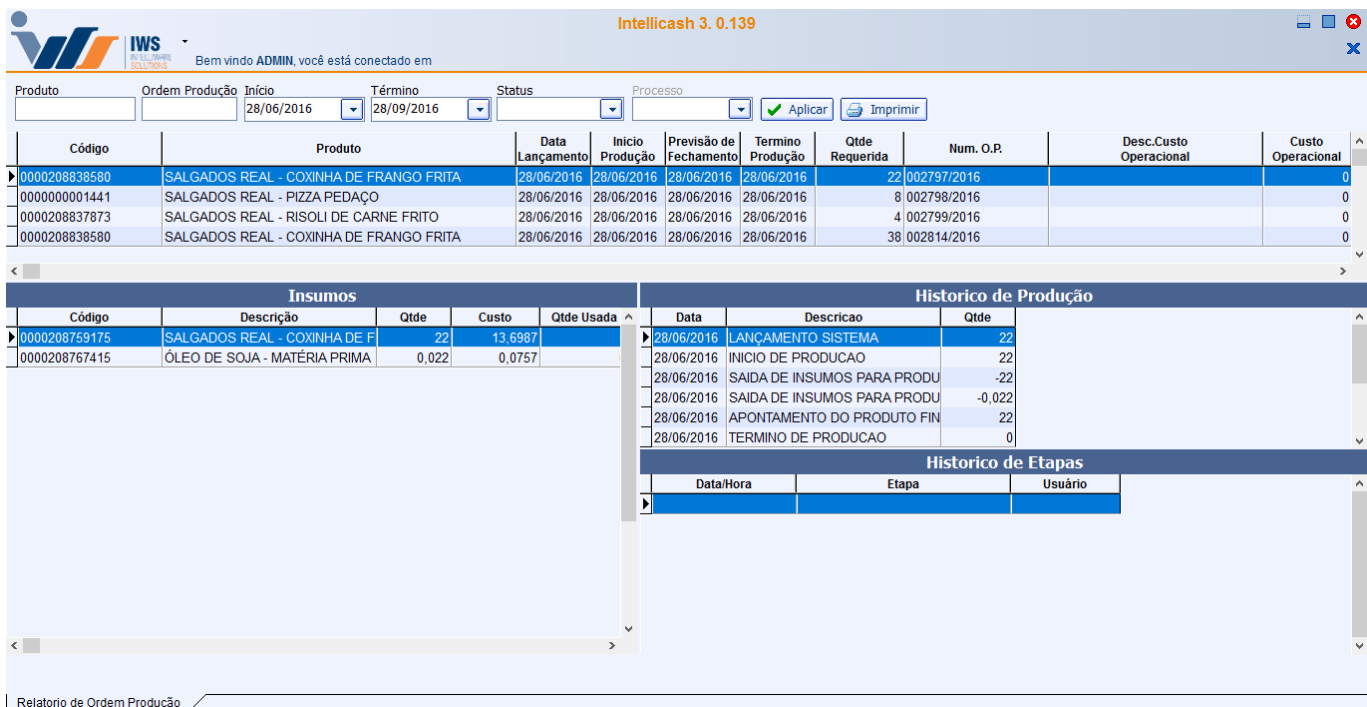 Intellicash 3. 0.139
IWS
INTELLIWARE
SOLUTIONS
Bem vindo ADMIN, você está conectado em
Produto Ordem Produção Início Término Status Processo
28/06/2016 28/09/2016 Aplicar Imprimir
Código Produto Data Lançamento Inicio Produção Previsão de Fechamento Termino Produção Qtde Requerida Num. O.P. Desc.Custo Operacional Custo Operacional
0000208838580 SALGADOS REAL - COXINHA DE FRANGO FRITA 28/06/2016 28/06/2016 28/06/2016 28/06/2016 22 002797/2016 0
0000000001441 SALGADOS REAL - PIZZA PEDAÇO 28/06/2016 28/06/2016 28/06/2016 28/06/2016 8 002798/2016 0
0000208837873 SALGADOS REAL - RISOLI DE CARNE FRITO 28/06/2016 28/06/2016 28/06/2016 28/06/2016 4 002799/2016 0
0000208838580 SALGADOS REAL - COXINHA DE FRANGO FRITA 28/06/2016 28/06/2016 28/06/2016 28/06/2016 38 002814/2016 0
Insumos
Código Descrição Qtde Custo Qtde Usada
0000208759175 SALGADOS REAL - COXINHA DE F 22 13,6987
0000208767415 ÓLEO DE SOJA - MATÉRIA PRIMA 0,022 0,0757
Historico de Produção
Data Descricao Qtde
28/06/2016 LANÇAMENTO SISTEMA 22
28/06/2016 INICIO DE PRODUCAO 22
28/06/2016 SAIDA DE INSUMOS PARA PRODU -22
28/06/2016 SAIDA DE INSUMOS PARA PRODU -0,022
28/06/2016 APONTAMENTO DO PRODUTO FIN 22
28/06/2016 TERMINO DE PRODUCAO 0
Historico de Etapas
Data/Hora Etapa Usuário
Relatorio de Ordem Produção